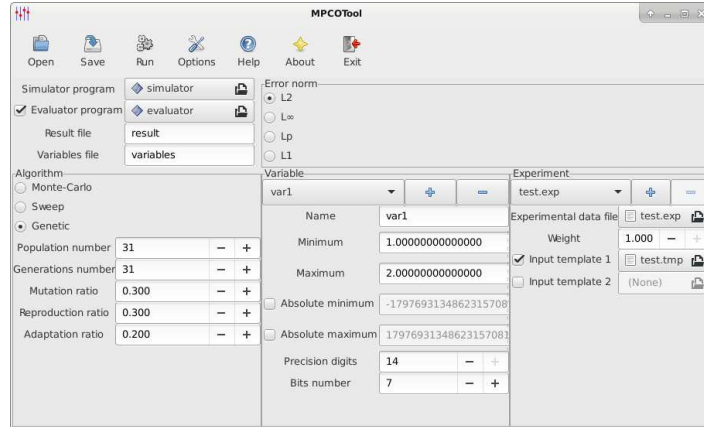 MPCOTool
Open Save Run Options Help About Exit
Simulator program simulator
Evaluator program evaluator
Result file result
Variables file variables
Error norm
L2
L∞
Lp
L1
Algorithm
Monte-Carlo
Sweep
Genetic
Population number 31
Generations number 31
Mutation ratio 0.300
Reproduction ratio 0.300
Adaptation ratio 0.200
Variable
var1
Name var1
Minimum 1.00000000000000
Maximum 2.00000000000000
Absolute minimum -1797693134862315708
Absolute maximum 17976931348623157081
Precision digits 14
Bits number 7
Experiment
test.exp
Experimental data file test.exp
Weight 1.000
Input template 1 test.tmp
Input template 2 (None)